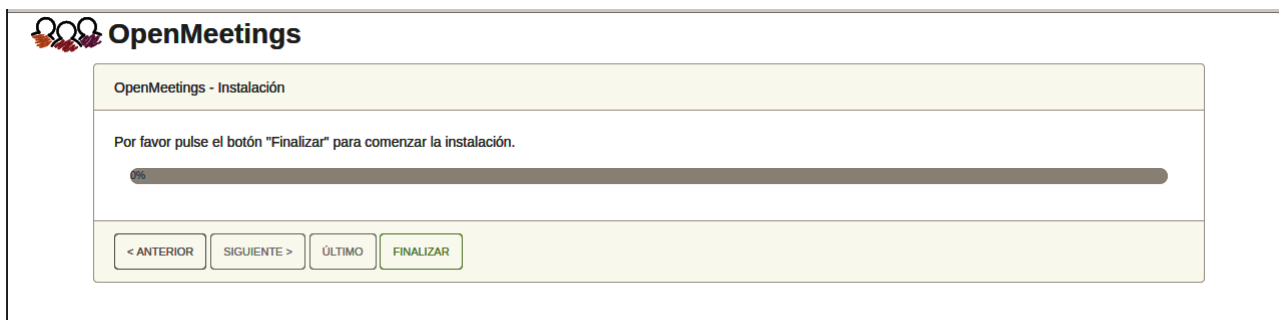 OpenMeetings
OpenMeetings - Instalación
Por favor pulse el botón "Finalizar" para comenzar la instalación.
0%
< ANTERIOR SIGUIENTE > ÚLTIMO FINALIZAR